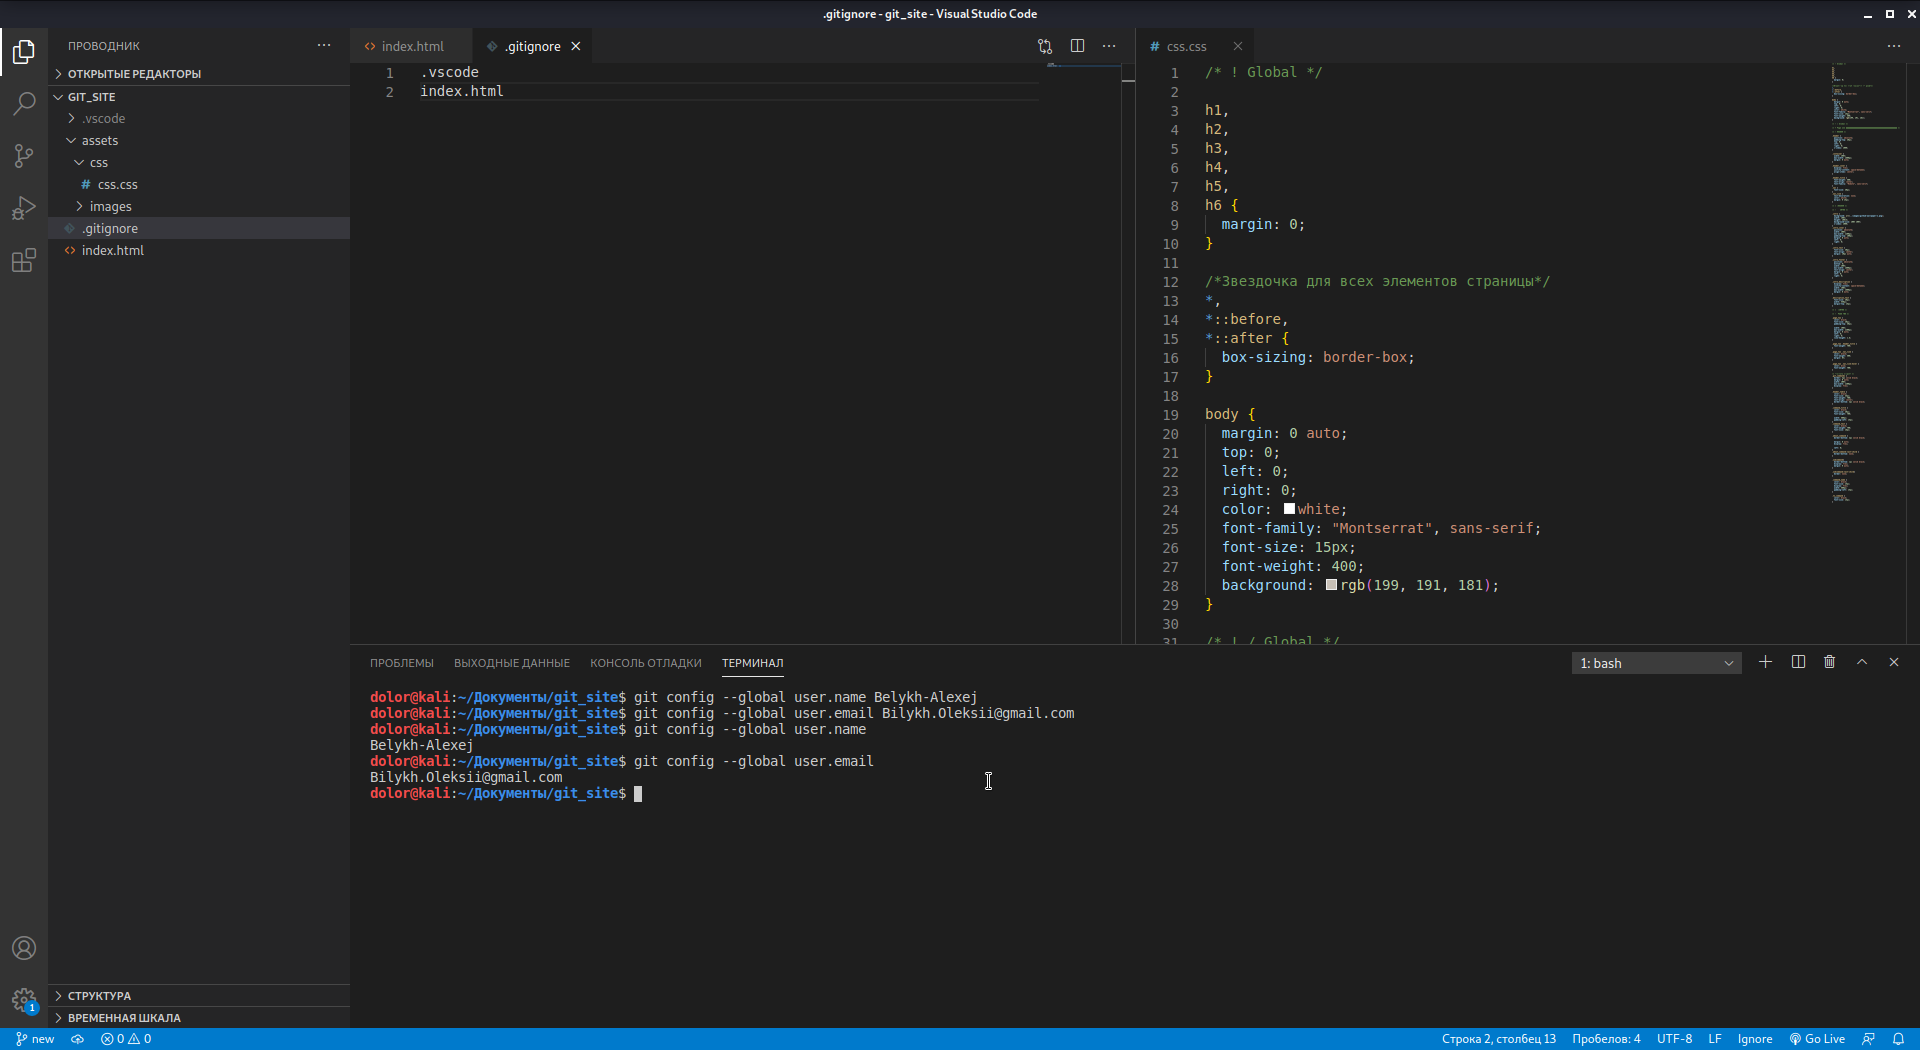 .gitignore - git_site - Visual Studio Code
ПРОВОДНИК
ОТКРЫТЫЕ РЕДАКТОРЫ
GIT_SITE
.vscode
assets
css
# css.css
images
.gitignore
<> index.html
СТРУКТУРА
ВРЕМЕННАЯ ШКАЛА
<> index.html
.gitignore
1 .vscode
2 index.html
# css.css
1 /* ! Global */
2
3 h1,
4 h2,
5 h3,
6 h4,
7 h5,
8 h6 {
9 margin: 0;
10 }
11
12 /*Звездочка для всех элементов страницы*/
13 *,
14 *::before,
15 *::after {
16 box-sizing: border-box;
17 }
18
19 body {
20 margin: 0 auto;
21 top: 0;
22 left: 0;
23 right: 0;
24 color: white;
25 font-family: "Montserrat", sans-serif;
26 font-size: 15px;
27 font-weight: 400;
28 background: rgb(199, 191, 181);
29 }
30
31 /* ! / Global */
ПРОБЛЕМЫ ВЫХОДНЫЕ ДАННЫЕ КОНСОЛЬ ОТЛАДКИ ТЕРМИНАЛ
1: bash
dolor@kali:~/Документы/git_site$ git config --global user.name Belykh-Alexej
dolor@kali:~/Документы/git_site$ git config --global user.email Bilykh.Oleksii@gmail.com
dolor@kali:~/Документы/git_site$ git config --global user.name
Belykh-Alexej
dolor@kali:~/Документы/git_site$ git config --global user.email
Bilykh.Oleksii@gmail.com
dolor@kali:~/Документы/git_site$
1
new 0 0
Строка 2, столбец 13 Пробелов: 4 UTF-8 LF Ignore Go Live